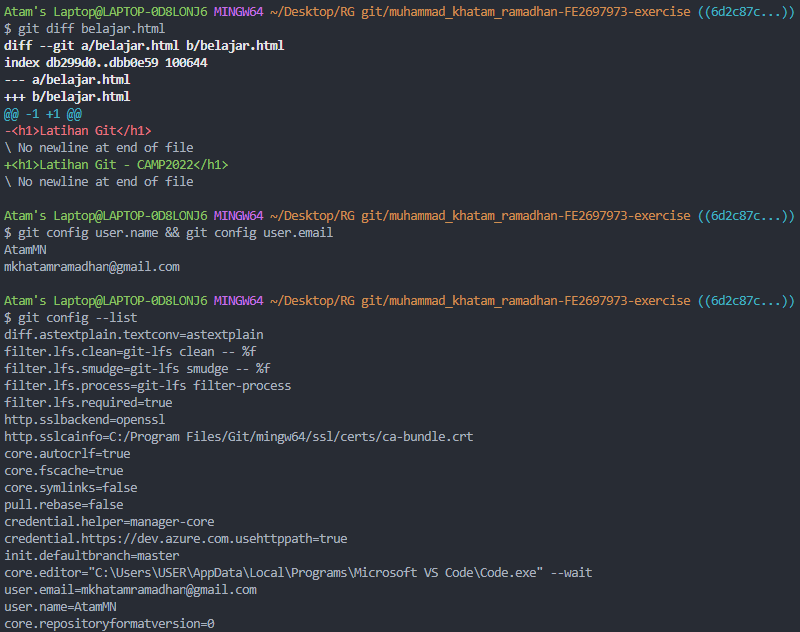 Atam's Laptop@LAPTOP-0D8LONJ6 MINGW64 ~/Desktop/RG git/muhammad_khatam_ramadhan-FE2697973-exercise ((6d2c87c...))
$ git diff belajar.html
diff --git a/belajar.html b/belajar.html
index db299d0..dbb0e59 100644
--- a/belajar.html
+++ b/belajar.html
@@ -1 +1 @@
-<h1>Latihan Git</h1>
\ No newline at end of file
+<h1>Latihan Git - CAMP2022</h1>
\ No newline at end of file
Atam's Laptop@LAPTOP-0D8LONJ6 MINGW64 ~/Desktop/RG git/muhammad_khatam_ramadhan-FE2697973-exercise ((6d2c87c...))
$ git config user.name && git config user.email
AtamMN
mkhatamramadhan@gmail.com
Atam's Laptop@LAPTOP-0D8LONJ6 MINGW64 ~/Desktop/RG git/muhammad_khatam_ramadhan-FE2697973-exercise ((6d2c87c...))
$ git config --list
diff.astextplain.textconv=astextplain
filter.lfs.clean=git-lfs clean -- %f
filter.lfs.smudge=git-lfs smudge -- %f
filter.lfs.process=git-lfs filter-process
filter.lfs.required=true
http.sslbackend=openssl
http.sslcainfo=C:/Program Files/Git/mingw64/ssl/certs/ca-bundle.crt
core.autocrlf=true
core.fscache=true
core.symlinks=false
pull.rebase=false
credential.helper=manager-core
credential.https://dev.azure.com.usehttppath=true
init.defaultbranch=master
core.editor="C:\Users\USER\AppData\Local\Programs\Microsoft VS Code\Code.exe" --wait
user.email=mkhatamramadhan@gmail.com
user.name=AtamMN
core.repositoryformatversion=0